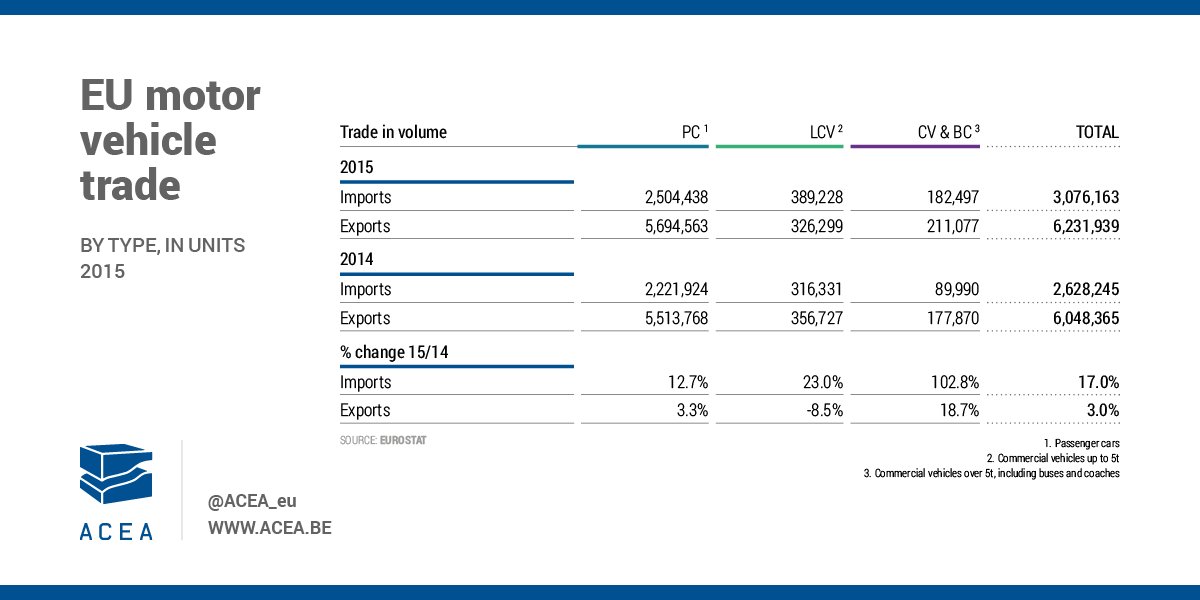 EU motor
vehicle
trade
BY TYPE, IN UNITS
2015
Trade in volume PC 1 LCV 2 CV & BC 3 TOTAL
2015
Imports 2,504,438 389,228 182,497 3,076,163
Exports 5,694,563 326,299 211,077 6,231,939
2014
Imports 2,221,924 316,331 89,990 2,628,245
Exports 5,513,768 356,727 177,870 6,048,365
% change 15/14
Imports 12.7% 23.0% 102.8% 17.0%
Exports 3.3% -8.5% 18.7% 3.0%
SOURCE: EUROSTAT
1. Passenger cars
2. Commercial vehicles up to 5t
3. Commercial vehicles over 5t, including buses and coaches
ACEA
@ACEA_eu
WWW.ACEA.BE